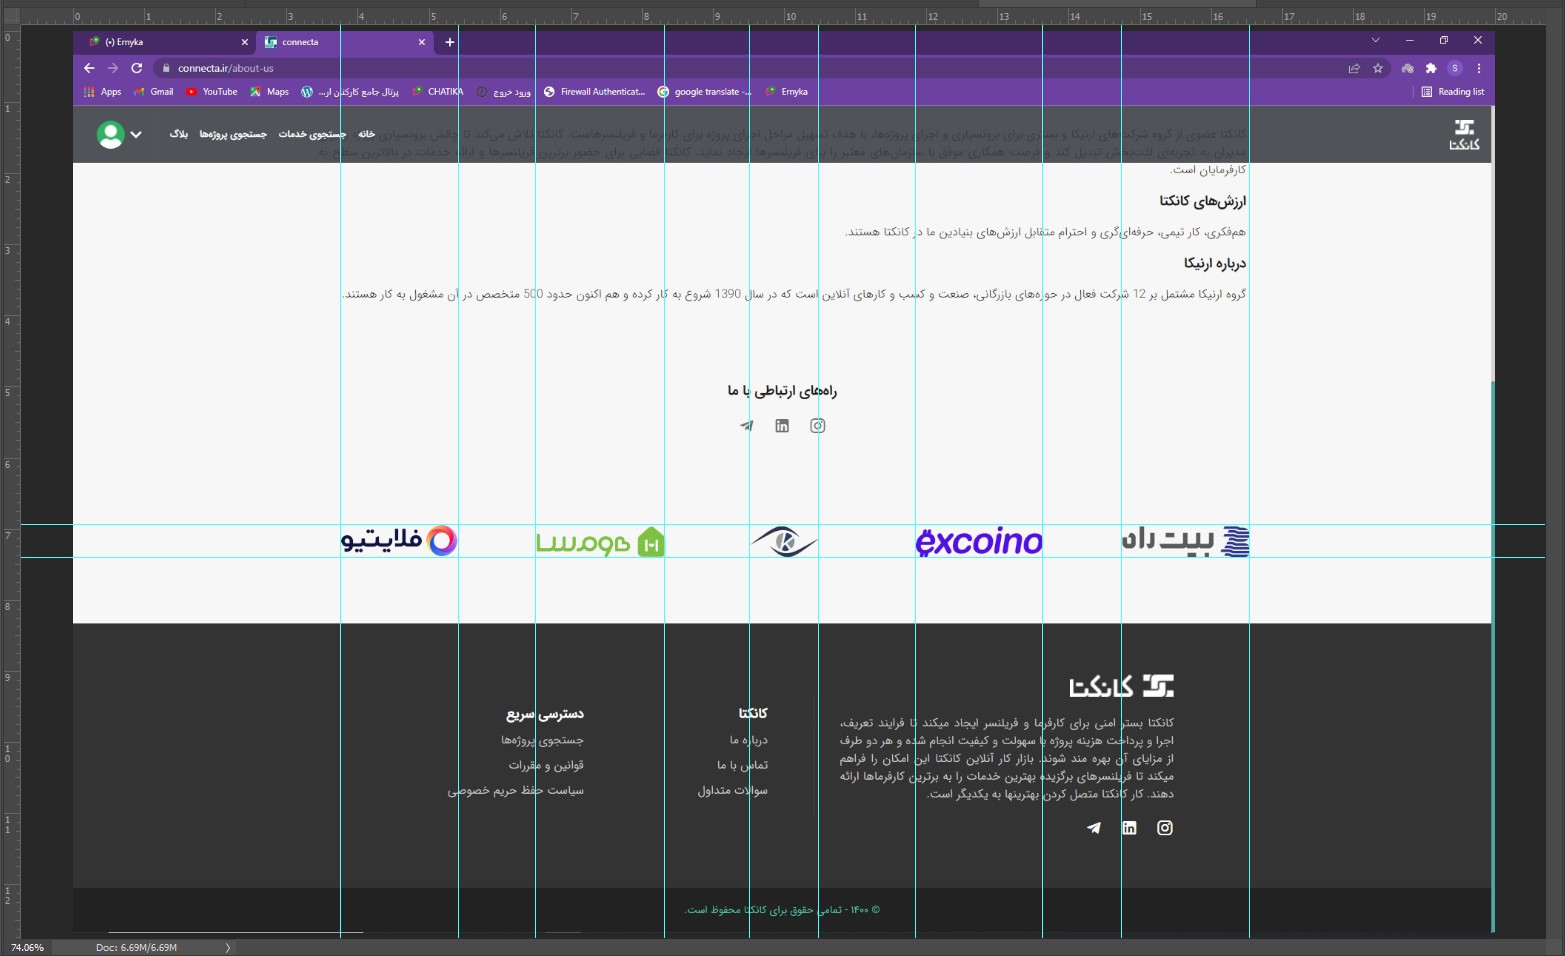 0 1 2 3 4 5 6 7 8 9 10 11 12 13 14 15 16 17 18 19 20
(•) Ernyka
connecta
connecta.ir/about-us
Apps Gmail YouTube Maps پرتال جامع کارکنان ار... CHATIKA ورود خروج Firewall Authenticat... google translate -... Ernyka Reading list
کانکتا
خانه جستجوی خدمات جستجوی پروژه‌ها بلاگ
کانکتا عضوی از گروه شرکت‌های ارنیکا و بستری برای برونسپاری و اجرای پروژه‌ها، با هدف تسهیل مراحل اجرای پروژه برای کارفرما و فریلنسرهاست. کانکتا تلاش می‌کند تا چالش برونسپاری
مدیران به تجربه‌ای لذت‌بخش تبدیل کند و فرصت همکاری موفق با سازمان‌های معتبر را برای فریلنسرها ایجاد نماید. کانکتا فضایی برای حضور برترین فریلنسرها و ارائه خدمات در بالاترین سطح به
کارفرمایان است.
ارزش‌های کانکتا
هم‌فکری، کار تیمی، حرفه‌ای‌گری و احترام متقابل ارزش‌های بنیادین ما در کانکتا هستند.
درباره ارنیکا
گروه ارنیکا مشتمل بر 12 شرکت فعال در حوزه‌های بازرگانی، صنعت و کسب و کارهای آنلاین است که در سال 1390 شروع به کار کرده و هم اکنون حدود 500 متخصص در آن مشغول به کار هستند.
راه‌های ارتباطی با ما
بیت راه
excoino
K
هومسا
فلایتیو
کانکتا
کانکتا بستر امنی برای کارفرما و فریلنسر ایجاد میکند تا فرایند تعریف،
اجرا و پرداخت هزینه پروژه با سهولت و کیفیت انجام شده و هر دو طرف
از مزایای آن بهره مند شوند. بازار کار آنلاین کانکتا این امکان را فراهم
میکند تا فریلنسرهای برگزیده بهترین خدمات را به برترین کارفرماها ارائه
دهند. کار کانکتا متصل کردن بهترینها به یکدیگر است.
کانکتا
درباره ما
تماس با ما
سوالات متداول
دسترسی سریع
جستجوی پروژه‌ها
قوانین و مقررات
سیاست حفظ حریم خصوصی
© ۱۴۰۰ - تمامی حقوق برای کانکتا محفوظ است.
74.06% Doc: 6.69M/6.69M